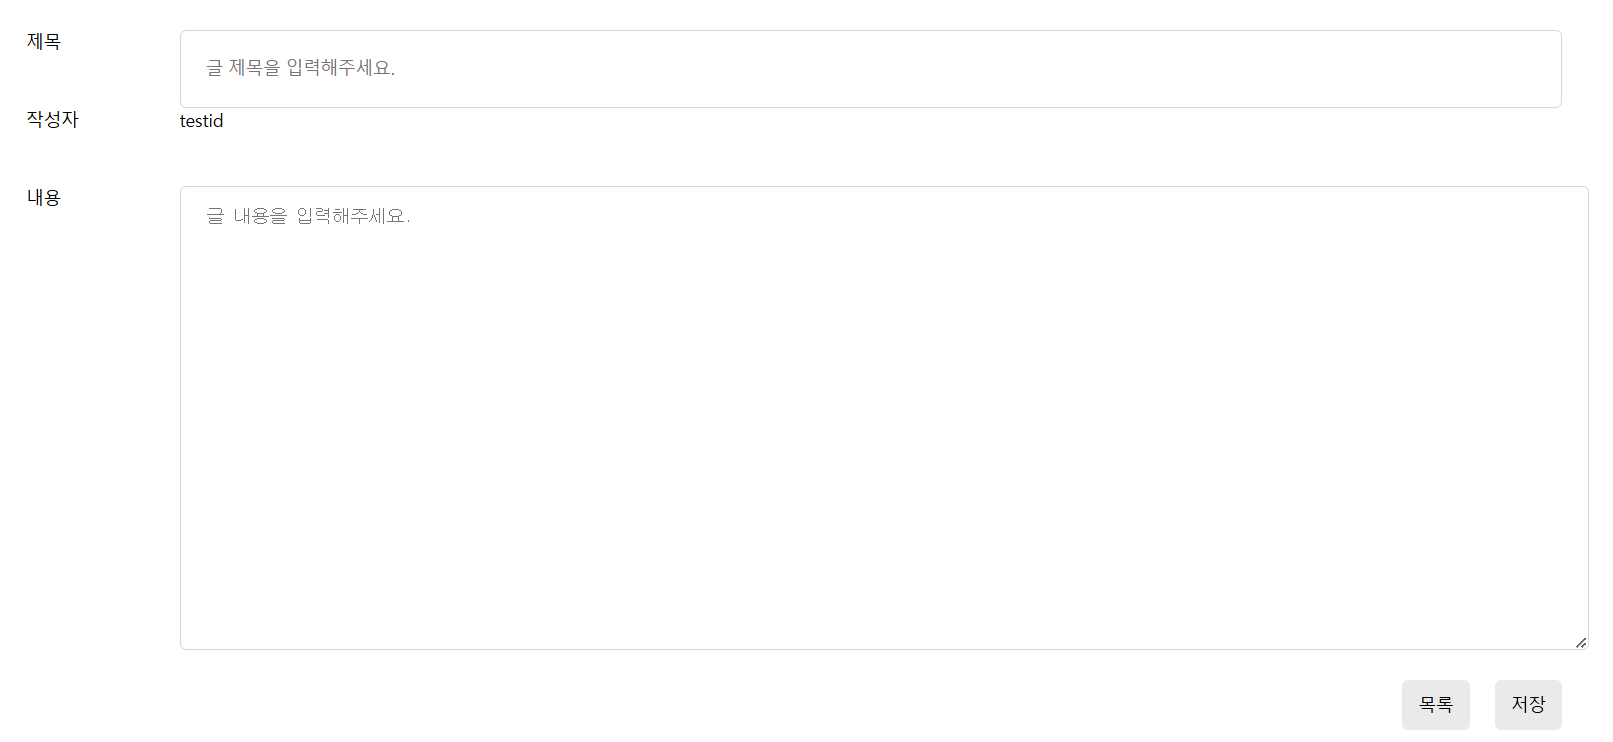 제목
글 제목을 입력해주세요.
작성자
testid
내용
글 내용을 입력해주세요.
목록
저장